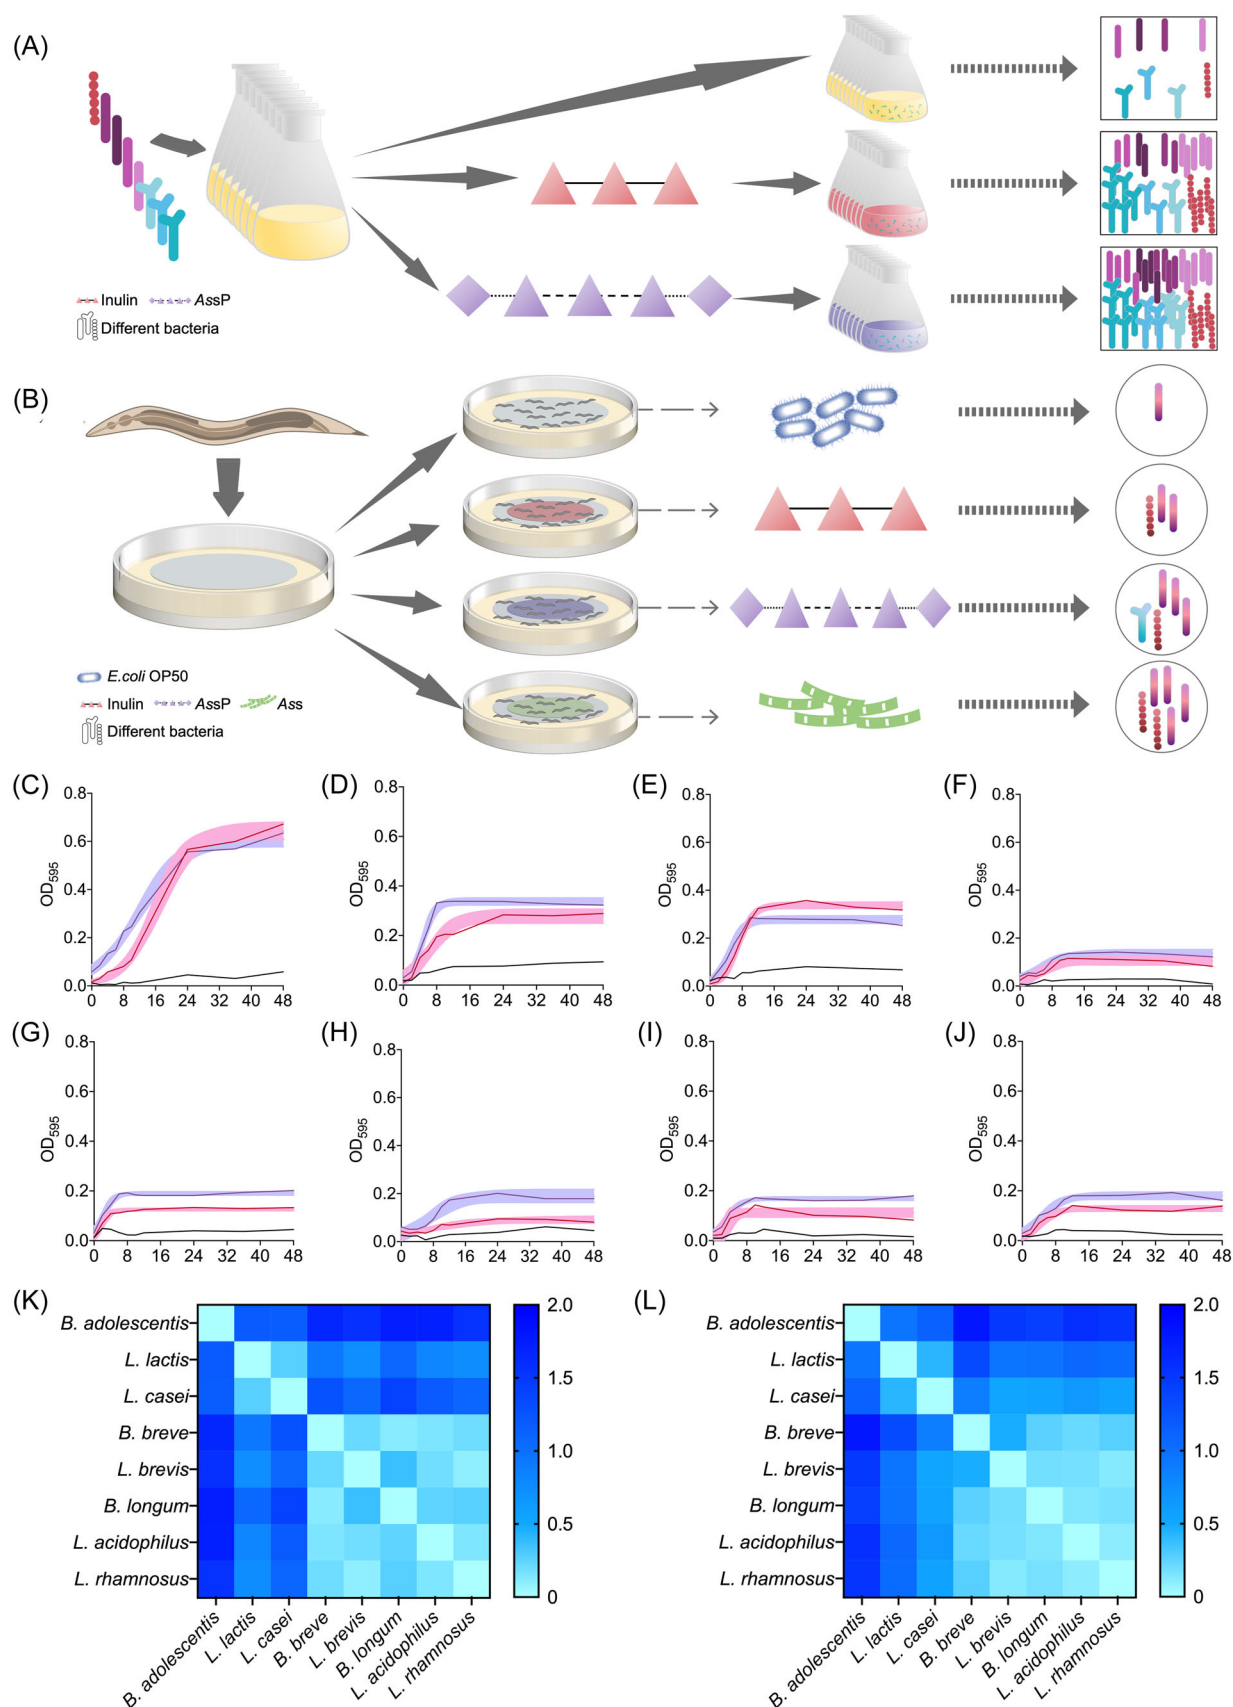 (A)
Inulin AssP
Different bacteria
(B)
E.coli OP50
Inulin AssP Ass
Different bacteria
(C) (D) (E) (F)
0.8 0.8 0.8 0.8
0.6 0.6 0.6 0.6
OD595 OD595 OD595 OD595
0.4 0.4 0.4 0.4
0.2 0.2 0.2 0.2
0.0 0.0 0.0 0.0
0 8 16 24 32 40 48 0 8 16 24 32 40 48 0 8 16 24 32 40 48 0 8 16 24 32 40 48
(G) (H) (I) (J)
0.8 0.8 0.8 0.8
0.6 0.6 0.6 0.6
OD595 OD595 OD595 OD595
0.4 0.4 0.4 0.4
0.2 0.2 0.2 0.2
0.0 0.0 0.0 0.0
0 8 16 24 32 40 48 0 8 16 24 32 40 48 0 8 16 24 32 40 48 0 8 16 24 32 40 48
(K)
B. adolescentis
L. lactis
L. casei
B. breve
L. brevis
B. longum
L. acidophilus
L. rhamnosus
2.0
1.5
1.0
0.5
0
B. adolescentis
L. lactis
L. casei
B. breve
L. brevis
B. longum
L. acidophilus
L. rhamnosus
(L)
B. adolescentis
L. lactis
L. casei
B. breve
L. brevis
B. longum
L. acidophilus
L. rhamnosus
2.0
1.5
1.0
0.5
0
B. adolescentis
L. lactis
L. casei
B. breve
L. brevis
B. longum
L. acidophilus
L. rhamnosus